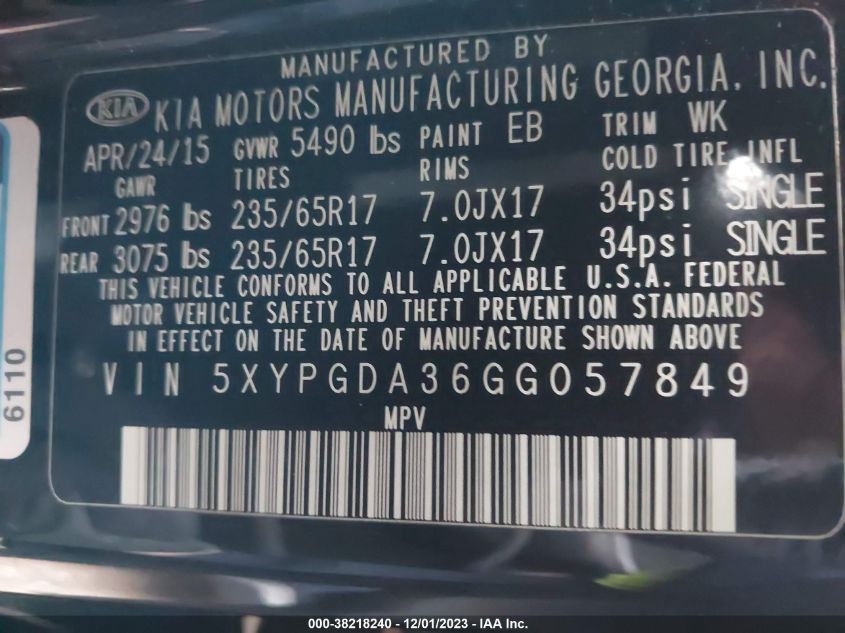 MANUFACTURED BY
KIA KIA MOTORS MANUFACTURING GEORGIA, INC.
APR/24/15 GVWR 5490 lbs PAINT EB TRIM WK
GAWR TIRES RIMS COLD TIRE INFL
FRONT 2976 lbs 235/65R17 7.0JX17 34psi SINGLE
REAR 3075 lbs 235/65R17 7.0JX17 34psi SINGLE
THIS VEHICLE CONFORMS TO ALL APPLICABLE U.S.A. FEDERAL
MOTOR VEHICLE SAFETY AND THEFT PREVENTION STANDARDS
IN EFFECT ON THE DATE OF MANUFACTURE SHOWN ABOVE
VIN 5XYPGDA36GG057849
MPV
6110
000-38218240 - 12/01/2023 - IAA Inc.